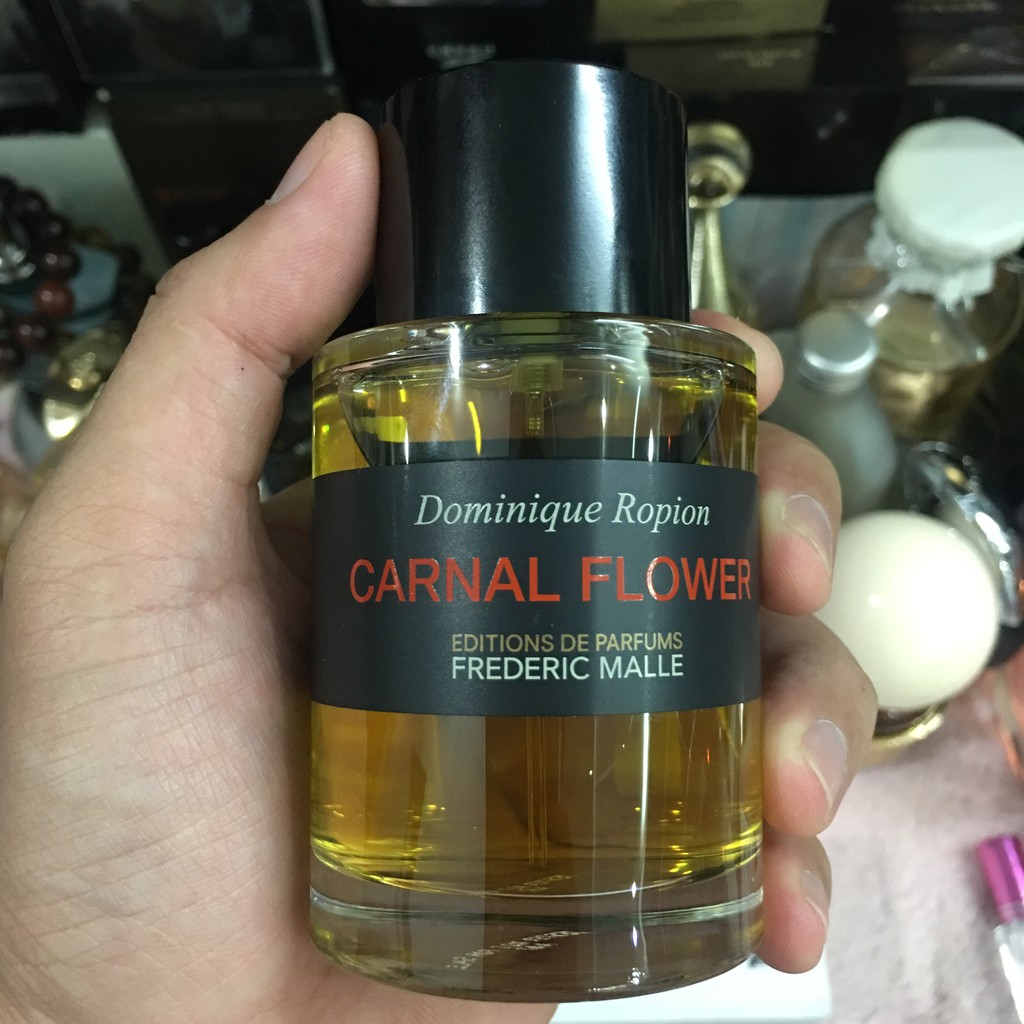 Dominique Ropion
CARNAL FLOWER
EDITIONS DE PARFUMS
FREDERIC MALLE